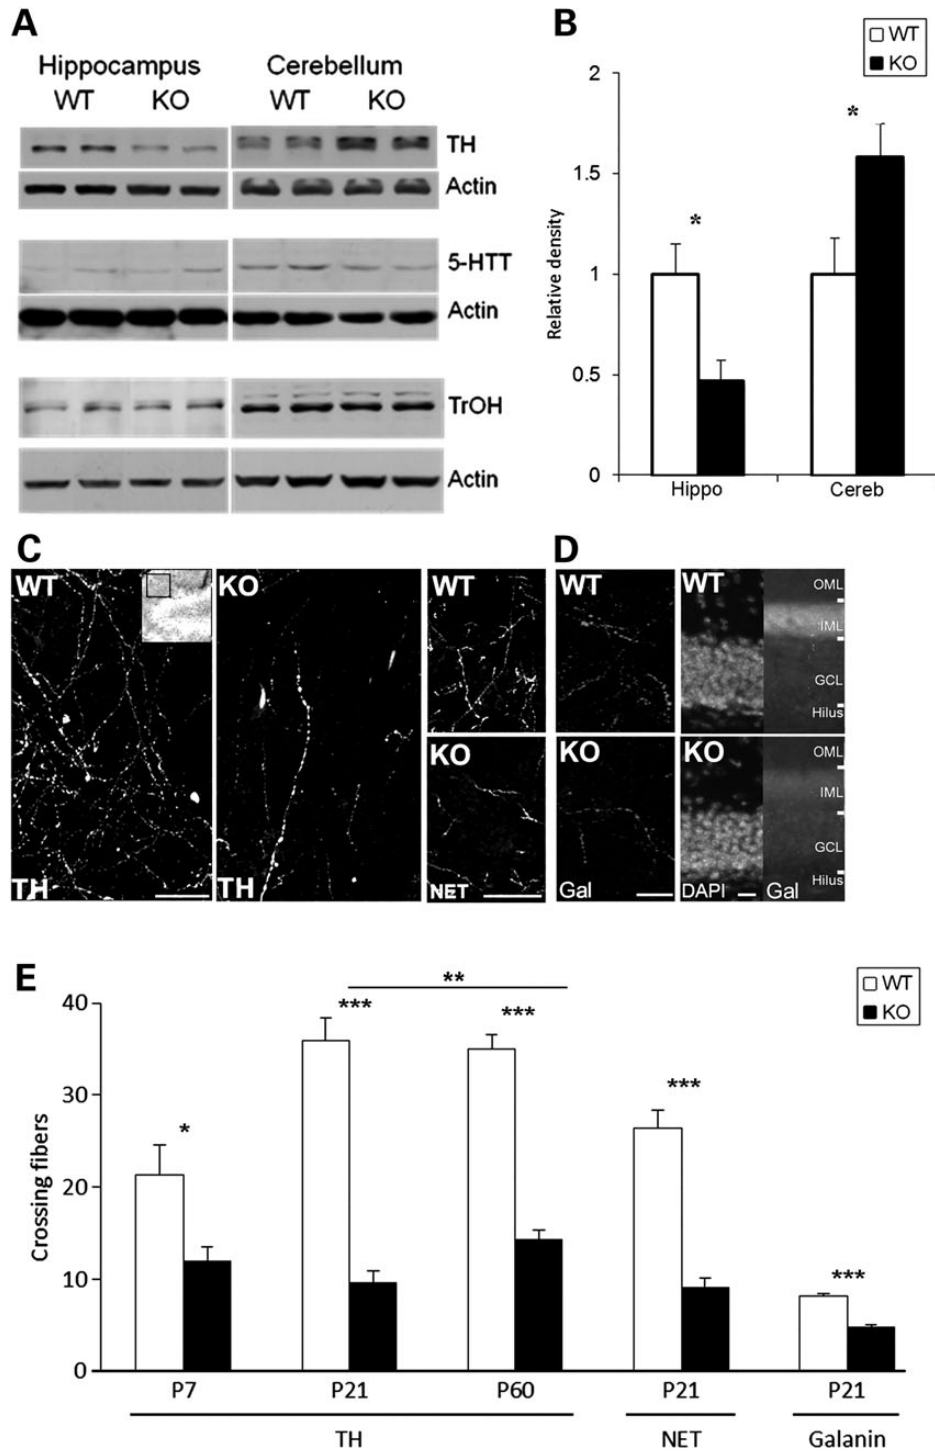 A
Hippocampus Cerebellum
WT KO WT KO
TH
Actin
5-HTT
Actin
TrOH
Actin
B
WT
KO
Relative density
2
1.5
1
0.5
0
*
*
Hippo Cereb
C
WT
TH
KO
TH
WT
KO
NET
D
WT
KO
Gal
WT
OML
IML
GCL
Hilus
KO
OML
IML
GCL
Hilus
DAPI Gal
E
WT
KO
Crossing fibers
40
30
20
10
0
**
*
***
***
***
***
P7 P21 P60 P21 P21
TH NET Galanin